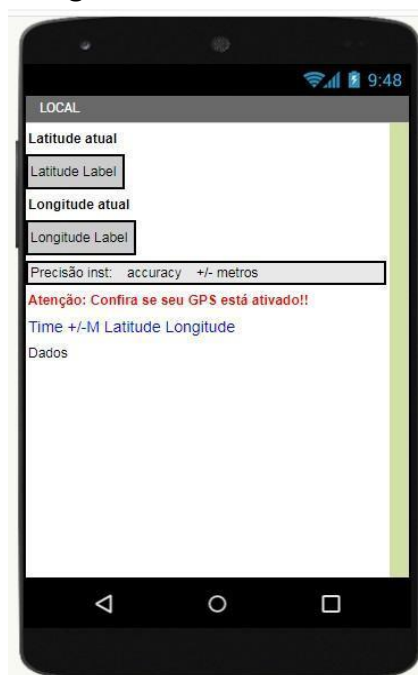 9:48
LOCAL
Latitude atual
Latitude Label
Longitude atual
Longitude Label
Precisão inst: accuracy +/- metros
Atenção: Confira se seu GPS está ativado!!
Time +/-M Latitude Longitude
Dados